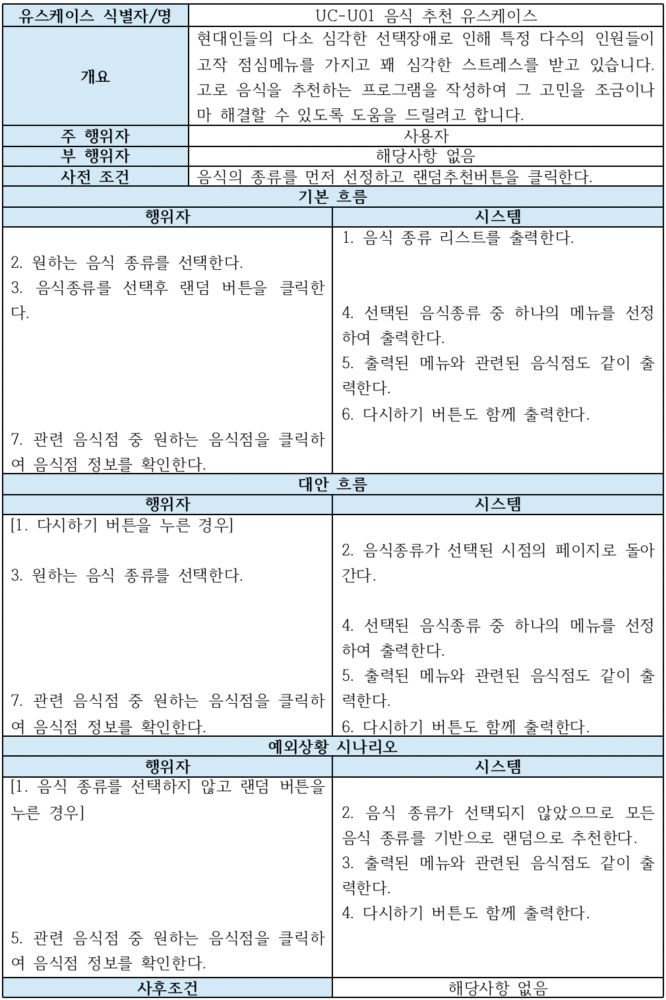 유스케이스 식별자/명
UC-U01 음식 추천 유스케이스
개요
현대인들의 다소 심각한 선택장애로 인해 특정 다수의 인원들이
고작 점심메뉴를 가지고 꽤 심각한 스트레스를 받고 있습니다.
고로 음식을 추천하는 프로그램을 작성하여 그 고민을 조금이나
마 해결할 수 있도록 도움을 드릴려고 합니다.
주 행위자
사용자
부 행위자
해당사항 없음
사전 조건
음식의 종류를 먼저 선정하고 랜덤추천버튼을 클릭한다.
기본 흐름
행위자
시스템
1. 음식 종류 리스트를 출력한다.
2. 원하는 음식 종류를 선택한다.
3. 음식종류를 선택후 랜덤 버튼을 클릭한
다.
4. 선택된 음식종류 중 하나의 메뉴를 선정
하여 출력한다.
5. 출력된 메뉴와 관련된 음식점도 같이 출
력한다.
6. 다시하기 버튼도 함께 출력한다.
7. 관련 음식점 중 원하는 음식점을 클릭하
여 음식점 정보를 확인한다.
대안 흐름
행위자
시스템
[1. 다시하기 버튼을 누른 경우]
2. 음식종류가 선택된 시점의 페이지로 돌아
간다.
3. 원하는 음식 종류를 선택한다.
4. 선택된 음식종류 중 하나의 메뉴를 선정
하여 출력한다.
5. 출력된 메뉴와 관련된 음식점도 같이 출
력한다.
6. 다시하기 버튼도 함께 출력한다.
7. 관련 음식점 중 원하는 음식점을 클릭하
여 음식점 정보를 확인한다.
예외상황 시나리오
행위자
시스템
[1. 음식 종류를 선택하지 않고 랜덤 버튼을
누른 경우]
2. 음식 종류가 선택되지 않았으므로 모든
음식 종류를 기반으로 랜덤으로 추천한다.
3. 출력된 메뉴와 관련된 음식점도 같이 출
력한다.
4. 다시하기 버튼도 함께 출력한다.
5. 관련 음식점 중 원하는 음식점을 클릭하
여 음식점 정보를 확인한다.
사후조건
해당사항 없음